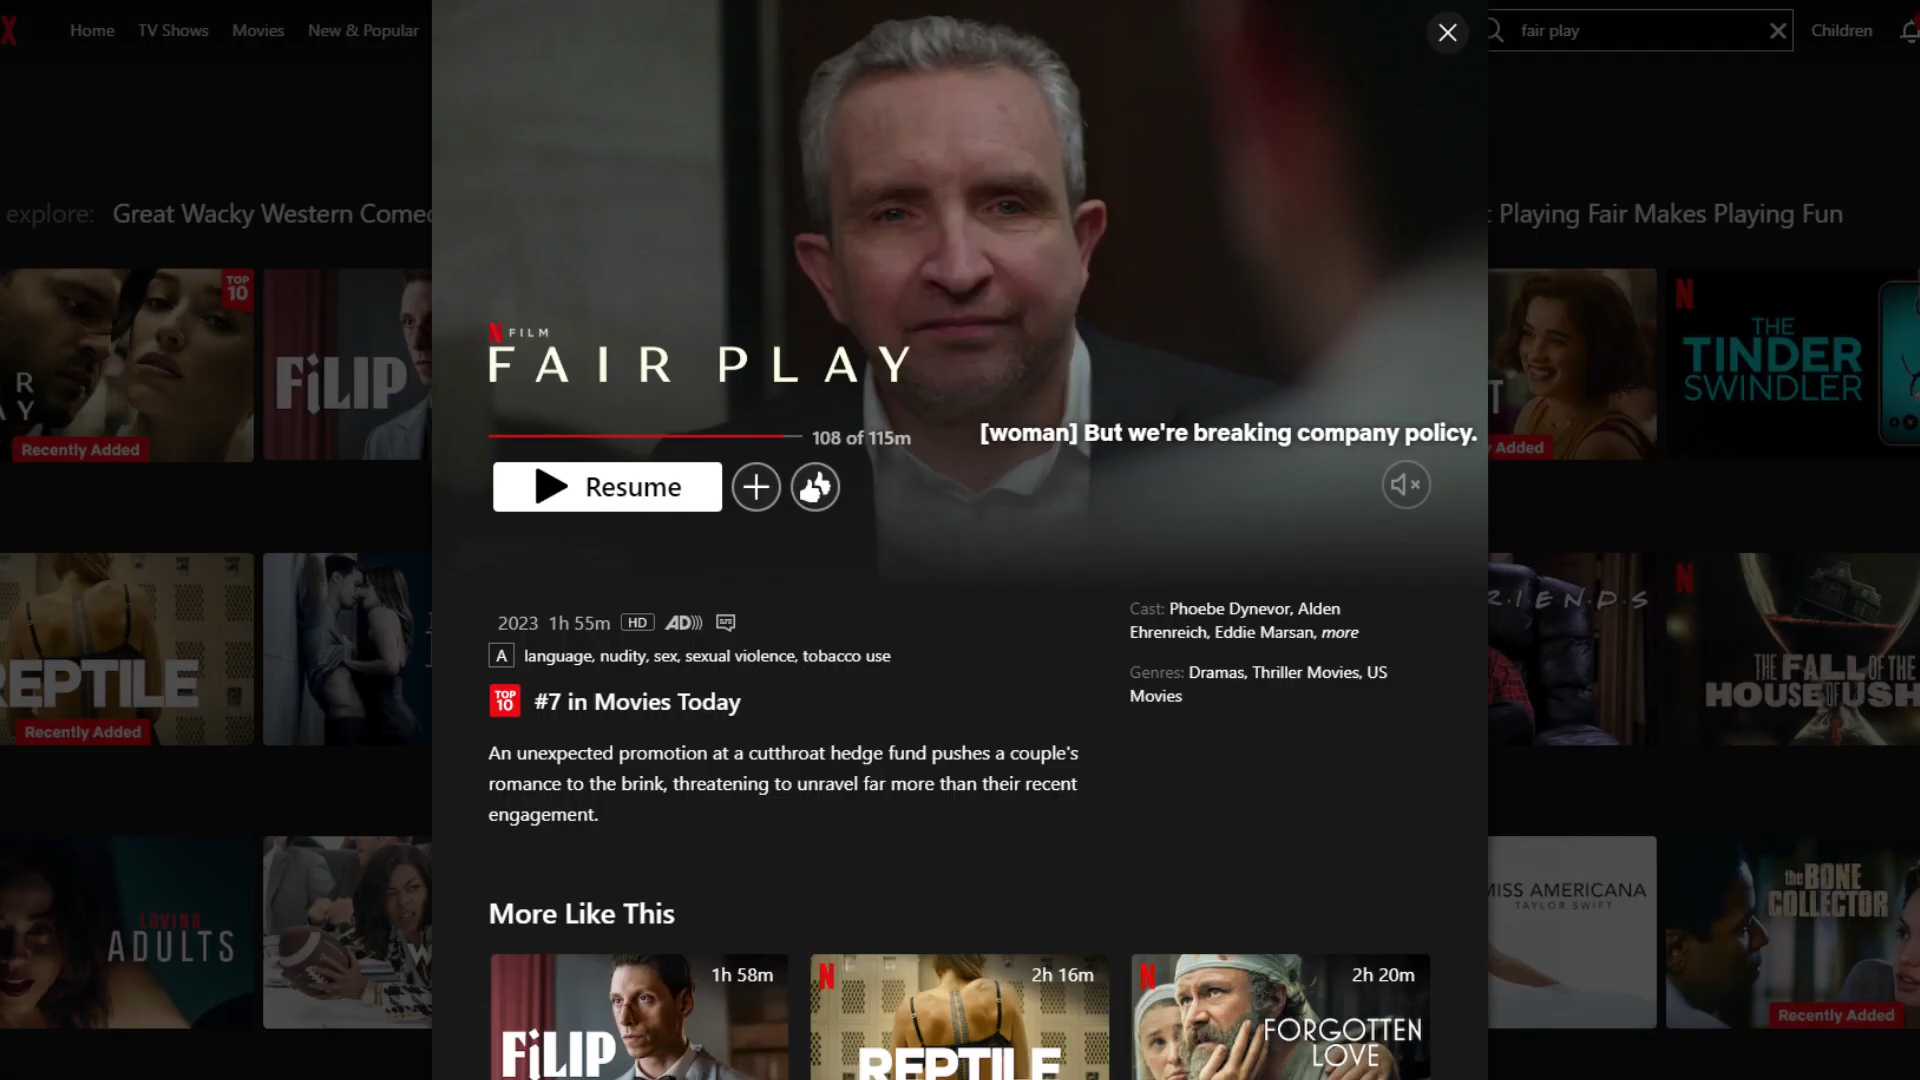 Home TV Shows Movies New & Popular
fair play
Children
explore: Great Wacky Western Comed
: Playing Fair Makes Playing Fun
TOP
10
R
AY
Recently Added
FiLIP
N FILM
FAIR PLAY
108 of 115m
[woman] But we're breaking company policy.
Resume
T
Added
N
THE
TINDER
SWINDLER
2023 1h 55m HD AD
A language, nudity, sex, sexual violence, tobacco use
TOP
10
#7 in Movies Today
An unexpected promotion at a cutthroat hedge fund pushes a couple's
romance to the brink, threatening to unravel far more than their recent
engagement.
Cast: Phoebe Dynevor, Alden
Ehrenreich, Eddie Marsan, more
Genres: Dramas, Thriller Movies, US
Movies
REPTILE
Recently Added
R·I·E·N·D·S
N
THE FALL OF THE
HOUSE OF USH
LOVING
ADULTS
W
MISS AMERICANA
TAYLOR SWIFT
the BONE
COLLECTOR
Recently Added
More Like This
1h 58m
FiLIP
N
2h 16m
REPTILE
N
2h 20m
FORGOTTEN
LOVE